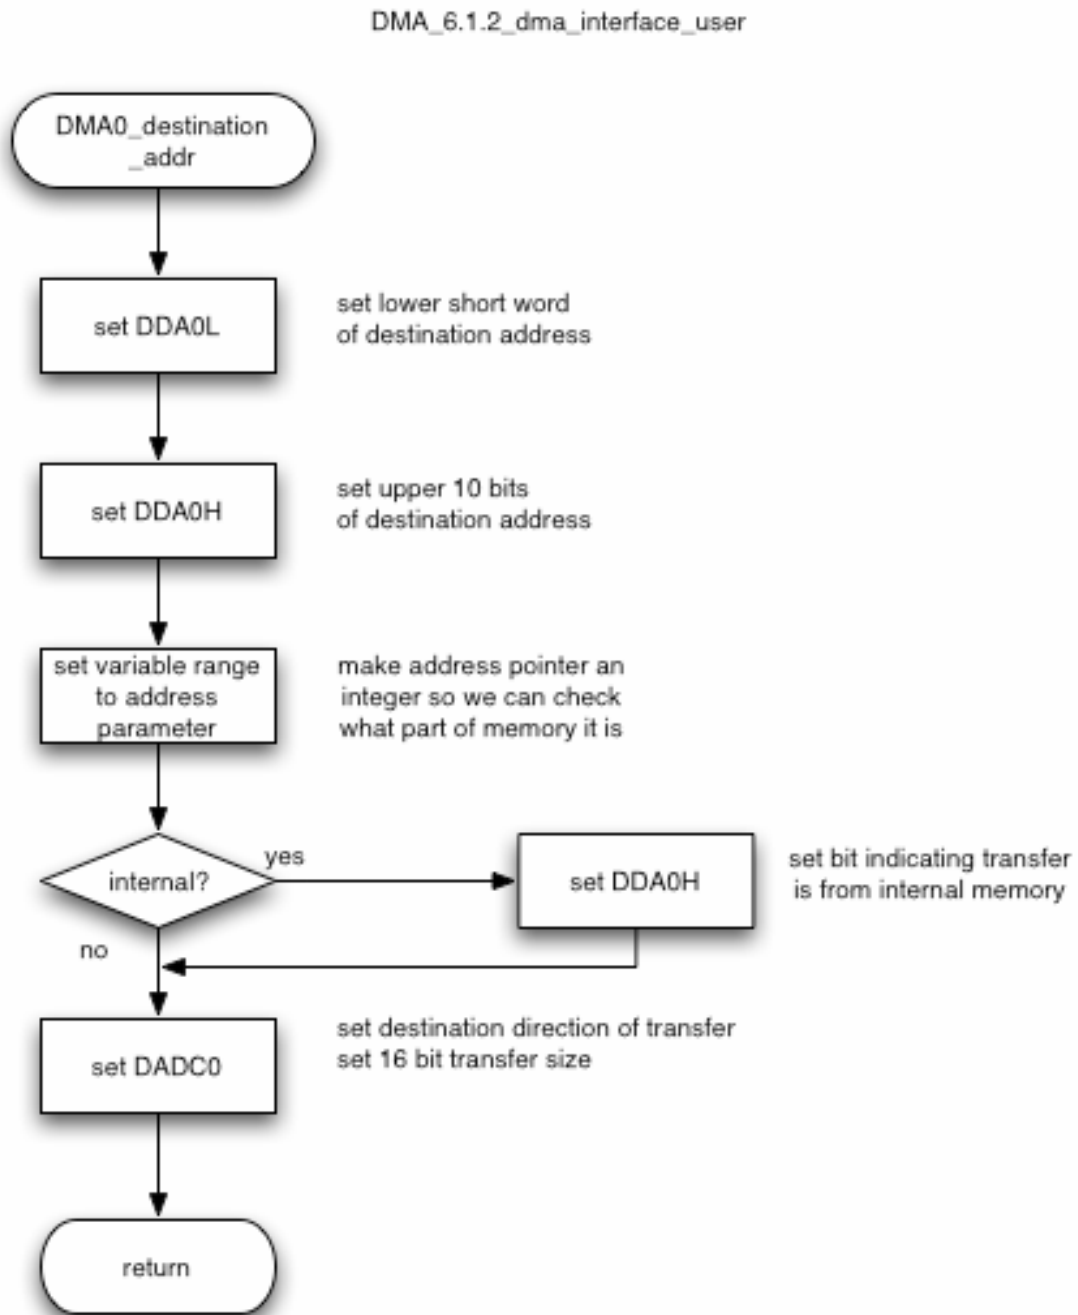 DMA_6.1.2_dma_interface_user
DMA0_destination
_addr
set DDA0L
set lower short word
of destination address
set DDA0H
set upper 10 bits
of destination address
set variable range
to address
parameter
make address pointer an
integer so we can check
what part of memory it is
internal?
yes
set DDA0H
set bit indicating transfer
is from internal memory
no
set DADC0
set destination direction of transfer
set 16 bit transfer size
return